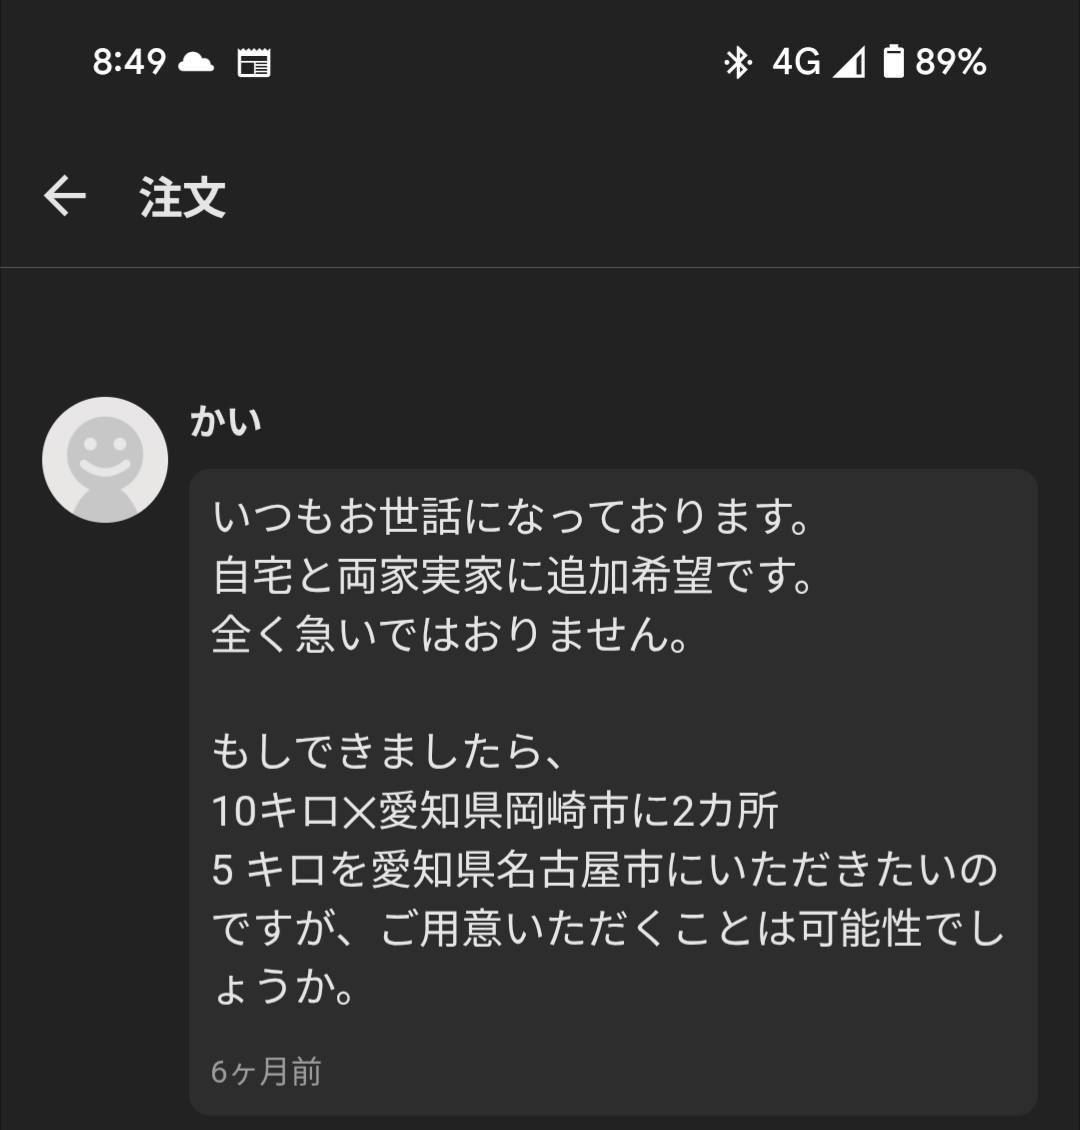 8:49
4G
89%
注文
かい
いつもお世話になっております。
自宅と両家実家に追加希望です。
全く急いではおりません。
もしできましたら、
10キロ×愛知県岡崎市に2カ所
5 キロを愛知県名古屋市にいただきたいの
ですが、ご用意いただくことは可能性でし
ょうか。
6ヶ月前